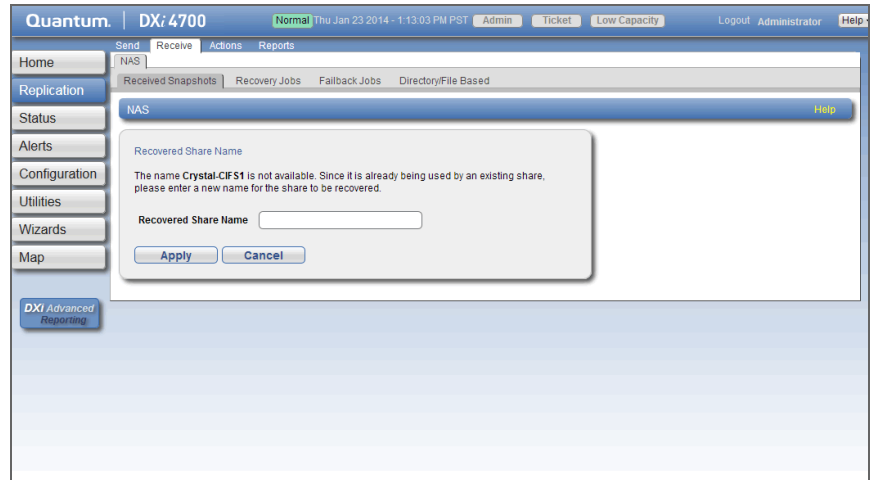 Quantum. | DXi 4700 Normal Thu Jan 23 2014 - 1:13:03 PM PST Admin Ticket Low Capacity Logout Administrator Help
Send Receive Actions Reports
NAS
Received Snapshots Recovery Jobs Failback Jobs Directory/File Based
Home
Replication
Status
Alerts
Configuration
Utilities
Wizards
Map
DXi Advanced
Reporting
NAS Help
Recovered Share Name
The name Crystal-CIFS1 is not available. Since it is already being used by an existing share,
please enter a new name for the share to be recovered.
Recovered Share Name
Apply Cancel